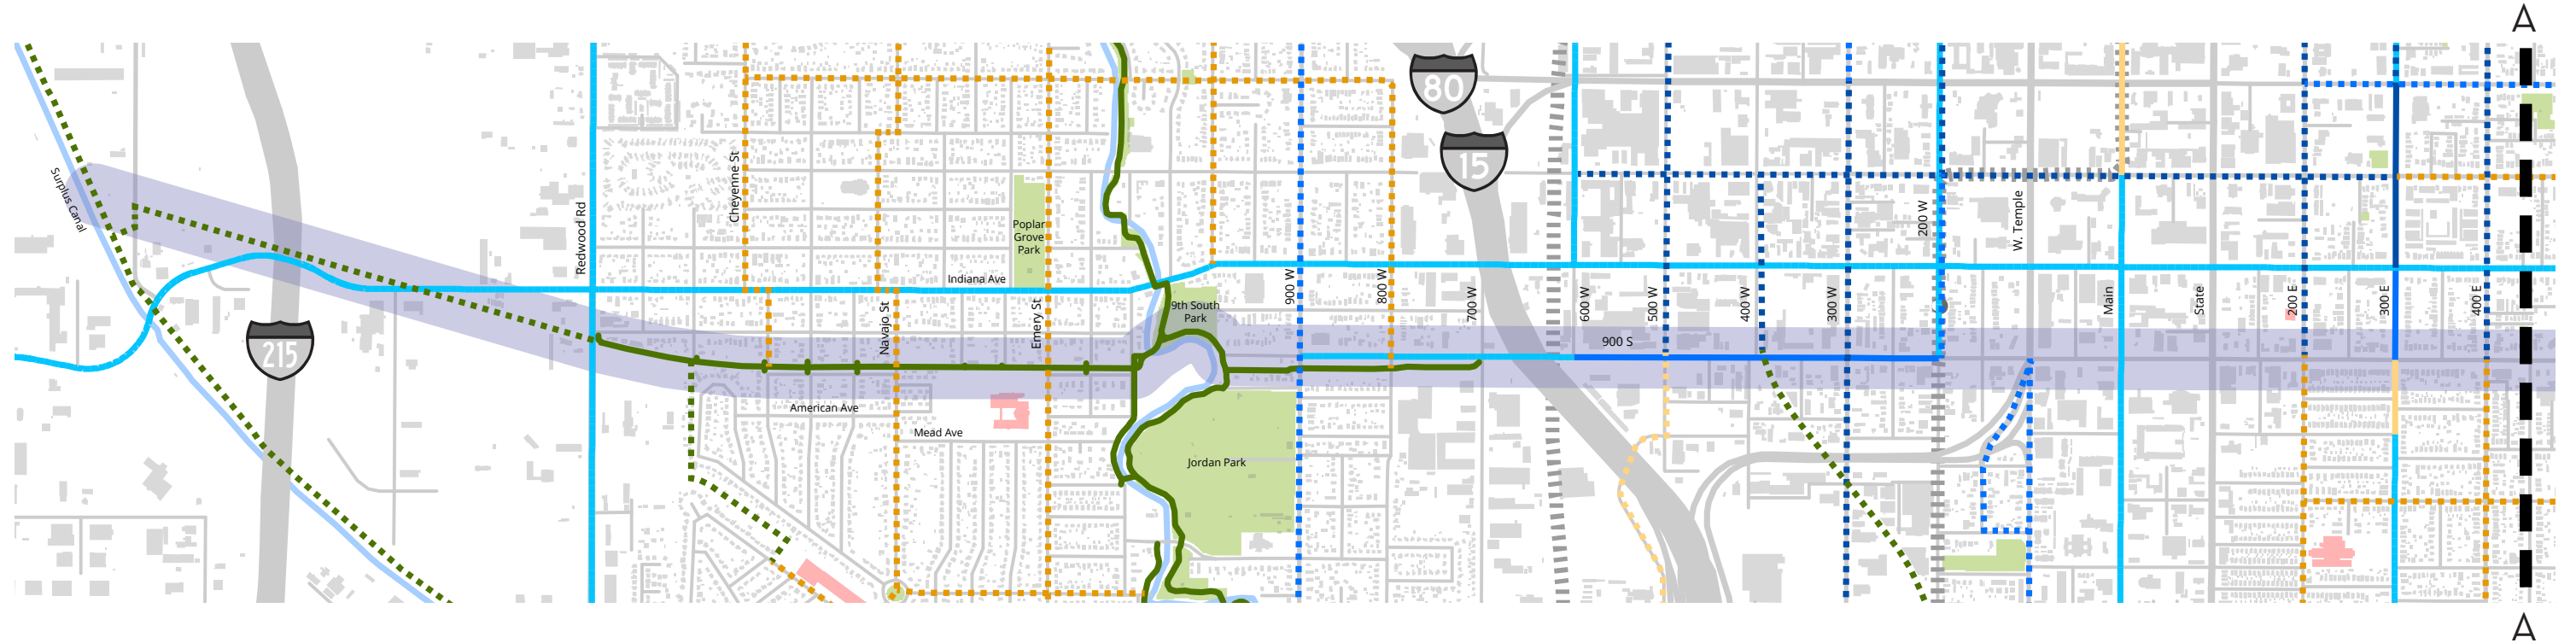 A
80
15
Surplus Canal
Redwood Rd
Cheyenne St
Poplar
Grove
Park
Indiana Ave
Navajo St
Emery St
9th South
Park
900 W
800 W
700 W
600 W
500 W
400 W
300 W
200 W
W. Temple
Main
State
200 E
300 E
400 E
900 S
215
American Ave
Mead Ave
Jordan Park
A